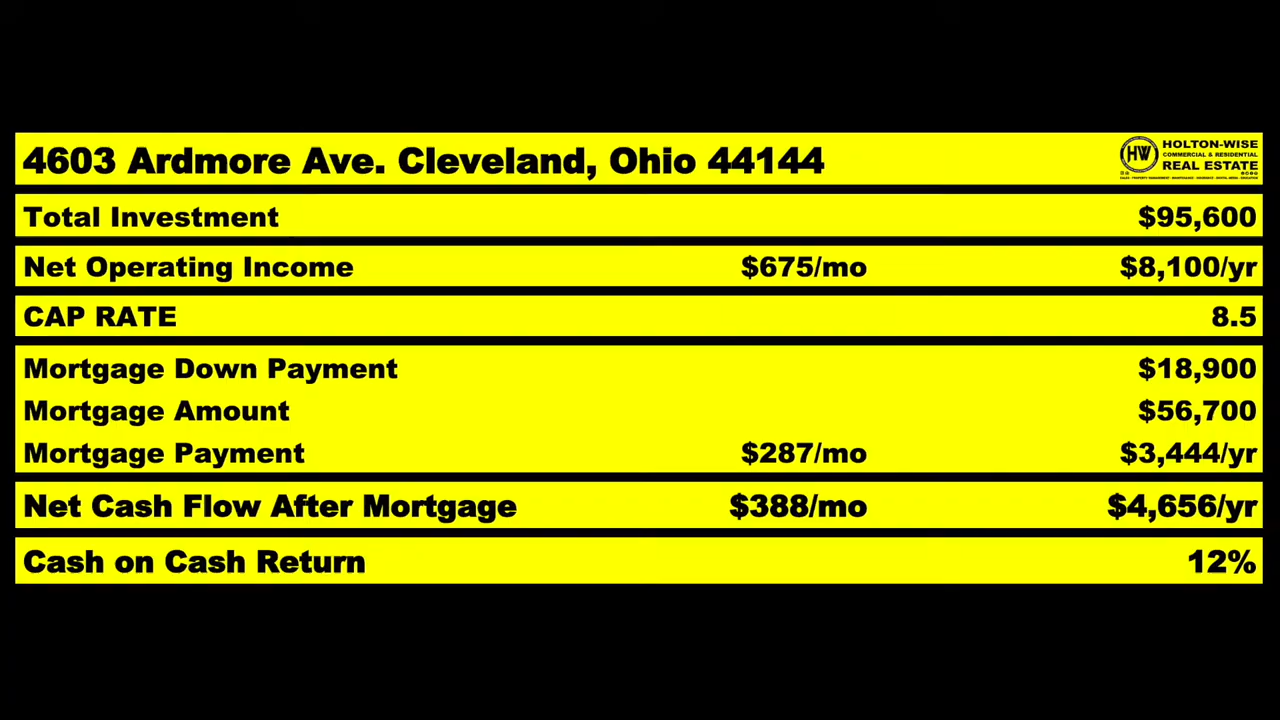 4603 Ardmore Ave. Cleveland, Ohio 44144
HW
HOLTON-WISE
COMMERCIAL & RESIDENTIAL
REAL ESTATE
Total Investment $95,600
Net Operating Income $675/mo $8,100/yr
CAP RATE 8.5
Mortgage Down Payment $18,900
Mortgage Amount $56,700
Mortgage Payment $287/mo $3,444/yr
Net Cash Flow After Mortgage $388/mo $4,656/yr
Cash on Cash Return 12%